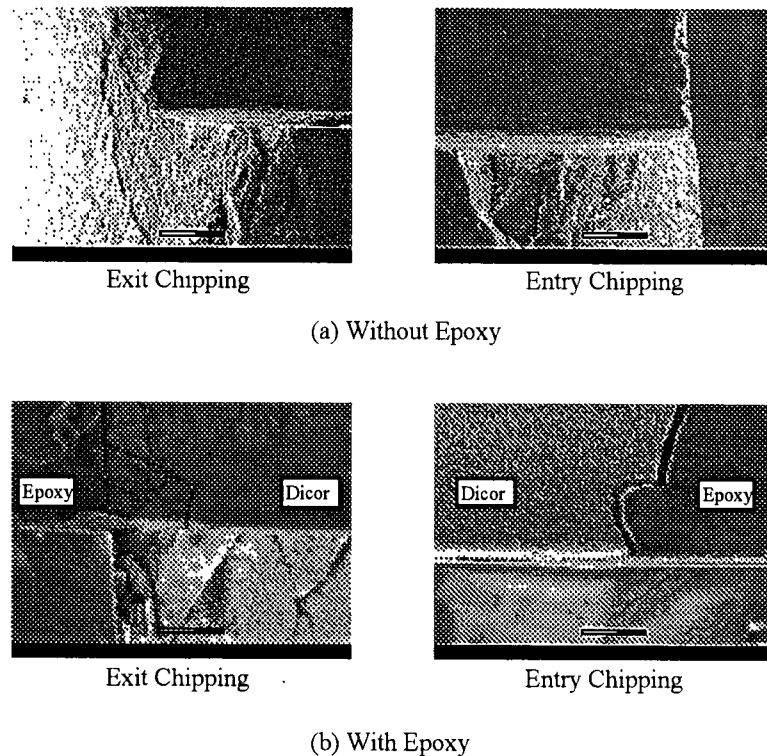 Exit Chipping
Entry Chipping
(a) Without Epoxy
Epoxy
Dicor
Dicor
Epoxy
Exit Chipping
Entry Chipping
(b) With Epoxy